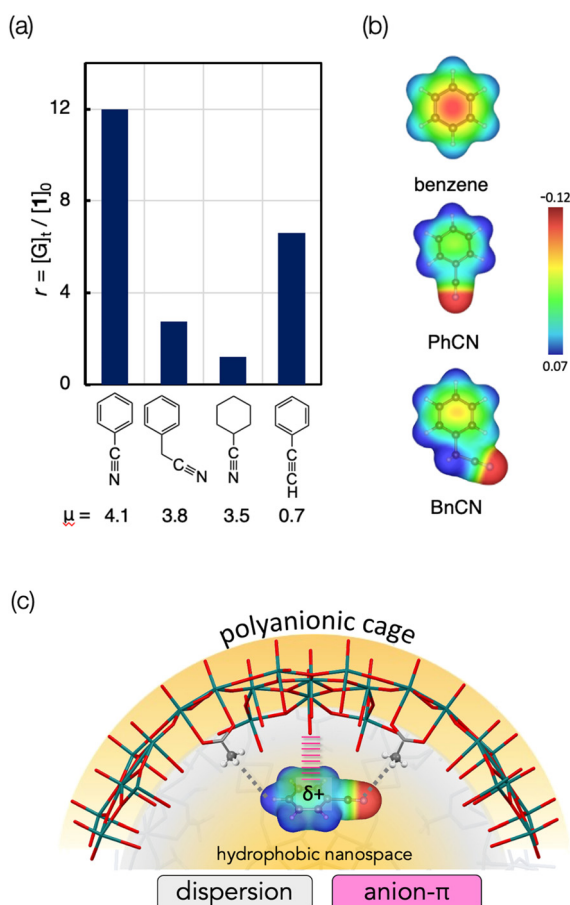 (a)
(b)
r = [G]t / [1]0
12
8
4
0
C
N
C
N
C
N
C
C
H
μ = 4.1 3.8 3.5 0.7
benzene
PhCN
BnCN
-0.12
0.07
(c)
polyanionic cage
δ+
hydrophobic nanospace
dispersion
anion-π